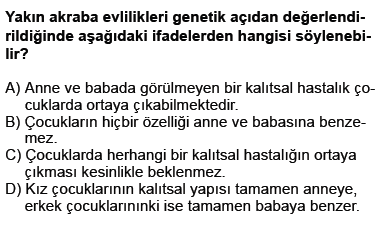 Yakın akraba evlilikleri genetik açıdan değerlendi-
rildiğinde aşağıdaki ifadelerden hangisi söylenebi-
lir?
A) Anne ve babada görülmeyen bir kalıtsal hastalık ço-
cuklarda ortaya çıkabilmektedir.
B) Çocukların hiçbir özelliği anne ve babasına benze-
mez.
C) Çocuklarda herhangi bir kalıtsal hastalığın ortaya
çıkması kesinlikle beklenmez.
D) Kız çocuklarının kalıtsal yapısı tamamen anneye,
erkek çocuklarınınki ise tamamen babaya benzer.